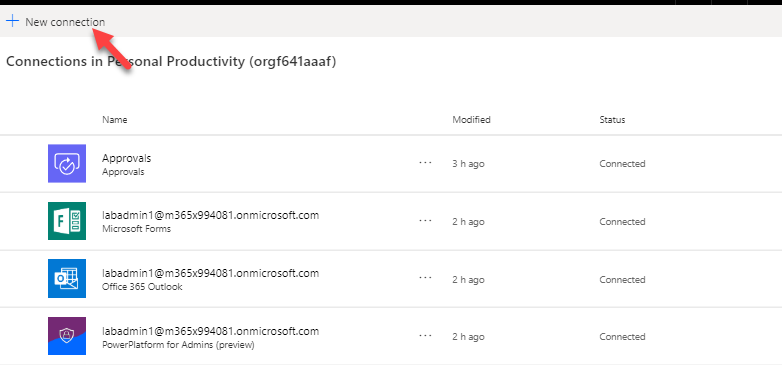 New connection
Connections in Personal Productivity (orgf641aaaf)
Name Modified Status
Approvals
Approvals
3 h ago Connected
labadmin1@m365x994081.onmicrosoft.com
Microsoft Forms
2 h ago Connected
labadmin1@m365x994081.onmicrosoft.com
Office 365 Outlook
2 h ago Connected
labadmin1@m365x994081.onmicrosoft.com
PowerPlatform for Admins (preview)
2 h ago Connected